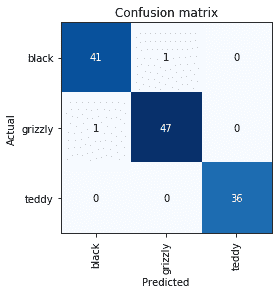 Confusion matrix
Actual
black 41 1 0
grizzly 1 47 0
teddy 0 0 36
black grizzly teddy
Predicted